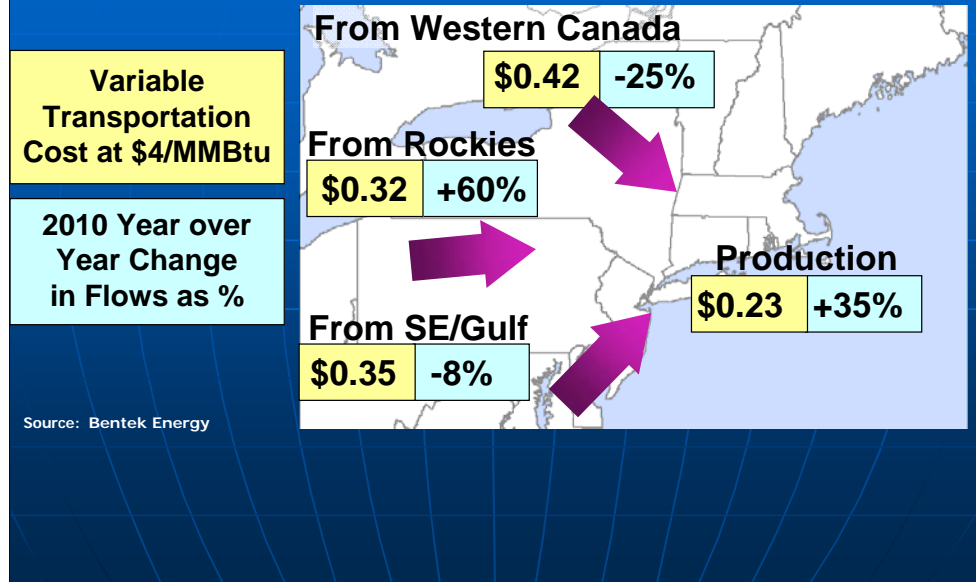 Variable
Transportation
Cost at $4/MMBtu
2010 Year over
Year Change
in Flows as %
Source: Bentek Energy
From Western Canada
$0.42 -25%
From Rockies
$0.32 +60%
Production
$0.23 +35%
From SE/Gulf
$0.35 -8%